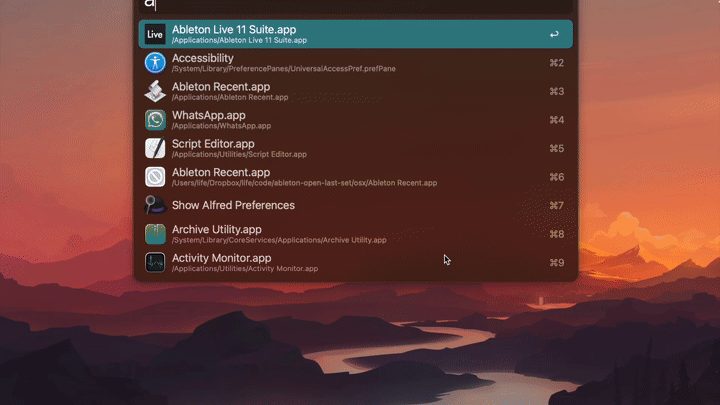 a
Live
Ableton Live 11 Suite.app
/Applications/Ableton Live 11 Suite.app
↩
Accessibility
/System/Library/PreferencePanes/UniversalAccessPref.prefPane
⌘2
Ableton Recent.app
/Applications/Ableton Recent.app
⌘3
WhatsApp.app
/Applications/WhatsApp.app
⌘4
Script Editor.app
/Applications/Utilities/Script Editor.app
⌘5
Ableton Recent.app
/Users/life/Dropbox/life/code/ableton-open-last-set/osx/Ableton Recent.app
⌘6
Show Alfred Preferences
⌘7
Archive Utility.app
/System/Library/CoreServices/Applications/Archive Utility.app
⌘8
Activity Monitor.app
/Applications/Utilities/Activity Monitor.app
⌘9